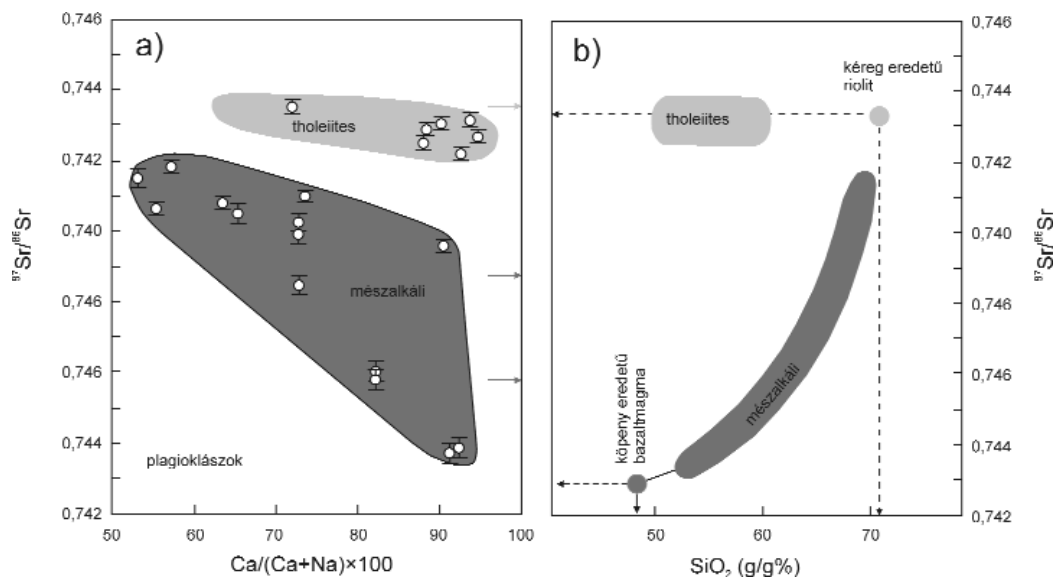 a)
0,746
0,744
0,742
0,740
0,746
0,746
0,744
0,742
⁸⁷Sr/⁸⁶Sr
tholeiites
mészalkáli
plagioklászok
50
60
70
80
90
100
Ca/(Ca+Na)×100
b)
kéreg eredetű
riolit
tholeiites
mészalkáli
köpeny eredetű
bazaltmagma
50
60
70
SiO₂ (g/g%)
0,746
0,744
0,742
0,740
0,746
0,746
0,744
0,742
⁸⁷Sr/⁸⁶Sr